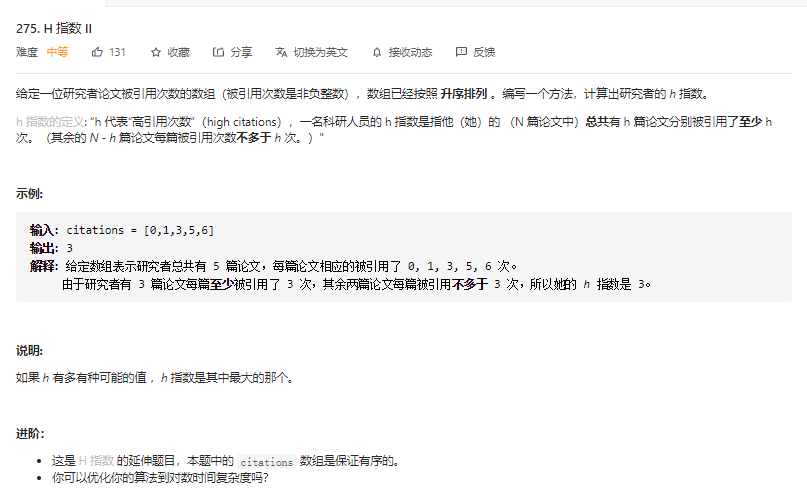 275. H 指数 II
难度 中等 131 收藏 分享 切换为英文 接收动态 反馈
给定一位研究者论文被引用次数的数组（被引用次数是非负整数），数组已经按照 升序排列 。编写一个方法，计算出研究者的 h 指数。
h 指数的定义: “h 代表“高引用次数”（high citations），一名科研人员的 h 指数是指他（她）的 （N 篇论文中）总共有 h 篇论文分别被引用了至少 h
次。（其余的 N - h 篇论文每篇被引用次数不多于 h 次。）"
示例:
输入: citations = [0,1,3,5,6]
输出: 3
解释: 给定数组表示研究者总共有 5 篇论文，每篇论文相应的被引用了 0, 1, 3, 5, 6 次。
由于研究者有 3 篇论文每篇至少被引用了 3 次，其余两篇论文每篇被引用不多于 3 次，所以她的 h 指数是 3。
说明:
如果 h 有多有种可能的值 ，h 指数是其中最大的那个。
进阶：
• 这是 H 指数 的延伸题目，本题中的 citations 数组是保证有序的。
• 你可以优化你的算法到对数时间复杂度吗？